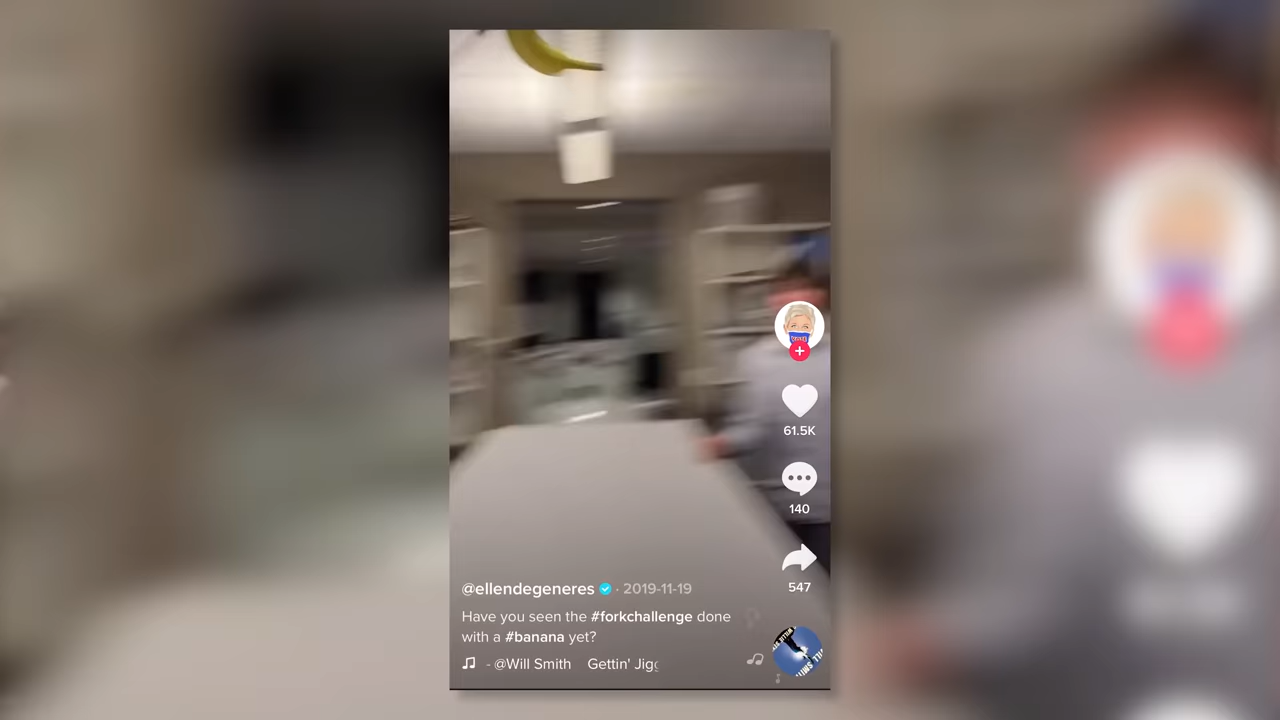 61.5K
140
547
@ellendegeneres · 2019-11-19
Have you seen the #forkchallenge done
with a #banana yet?
- @Will Smith Gettin' Jigg